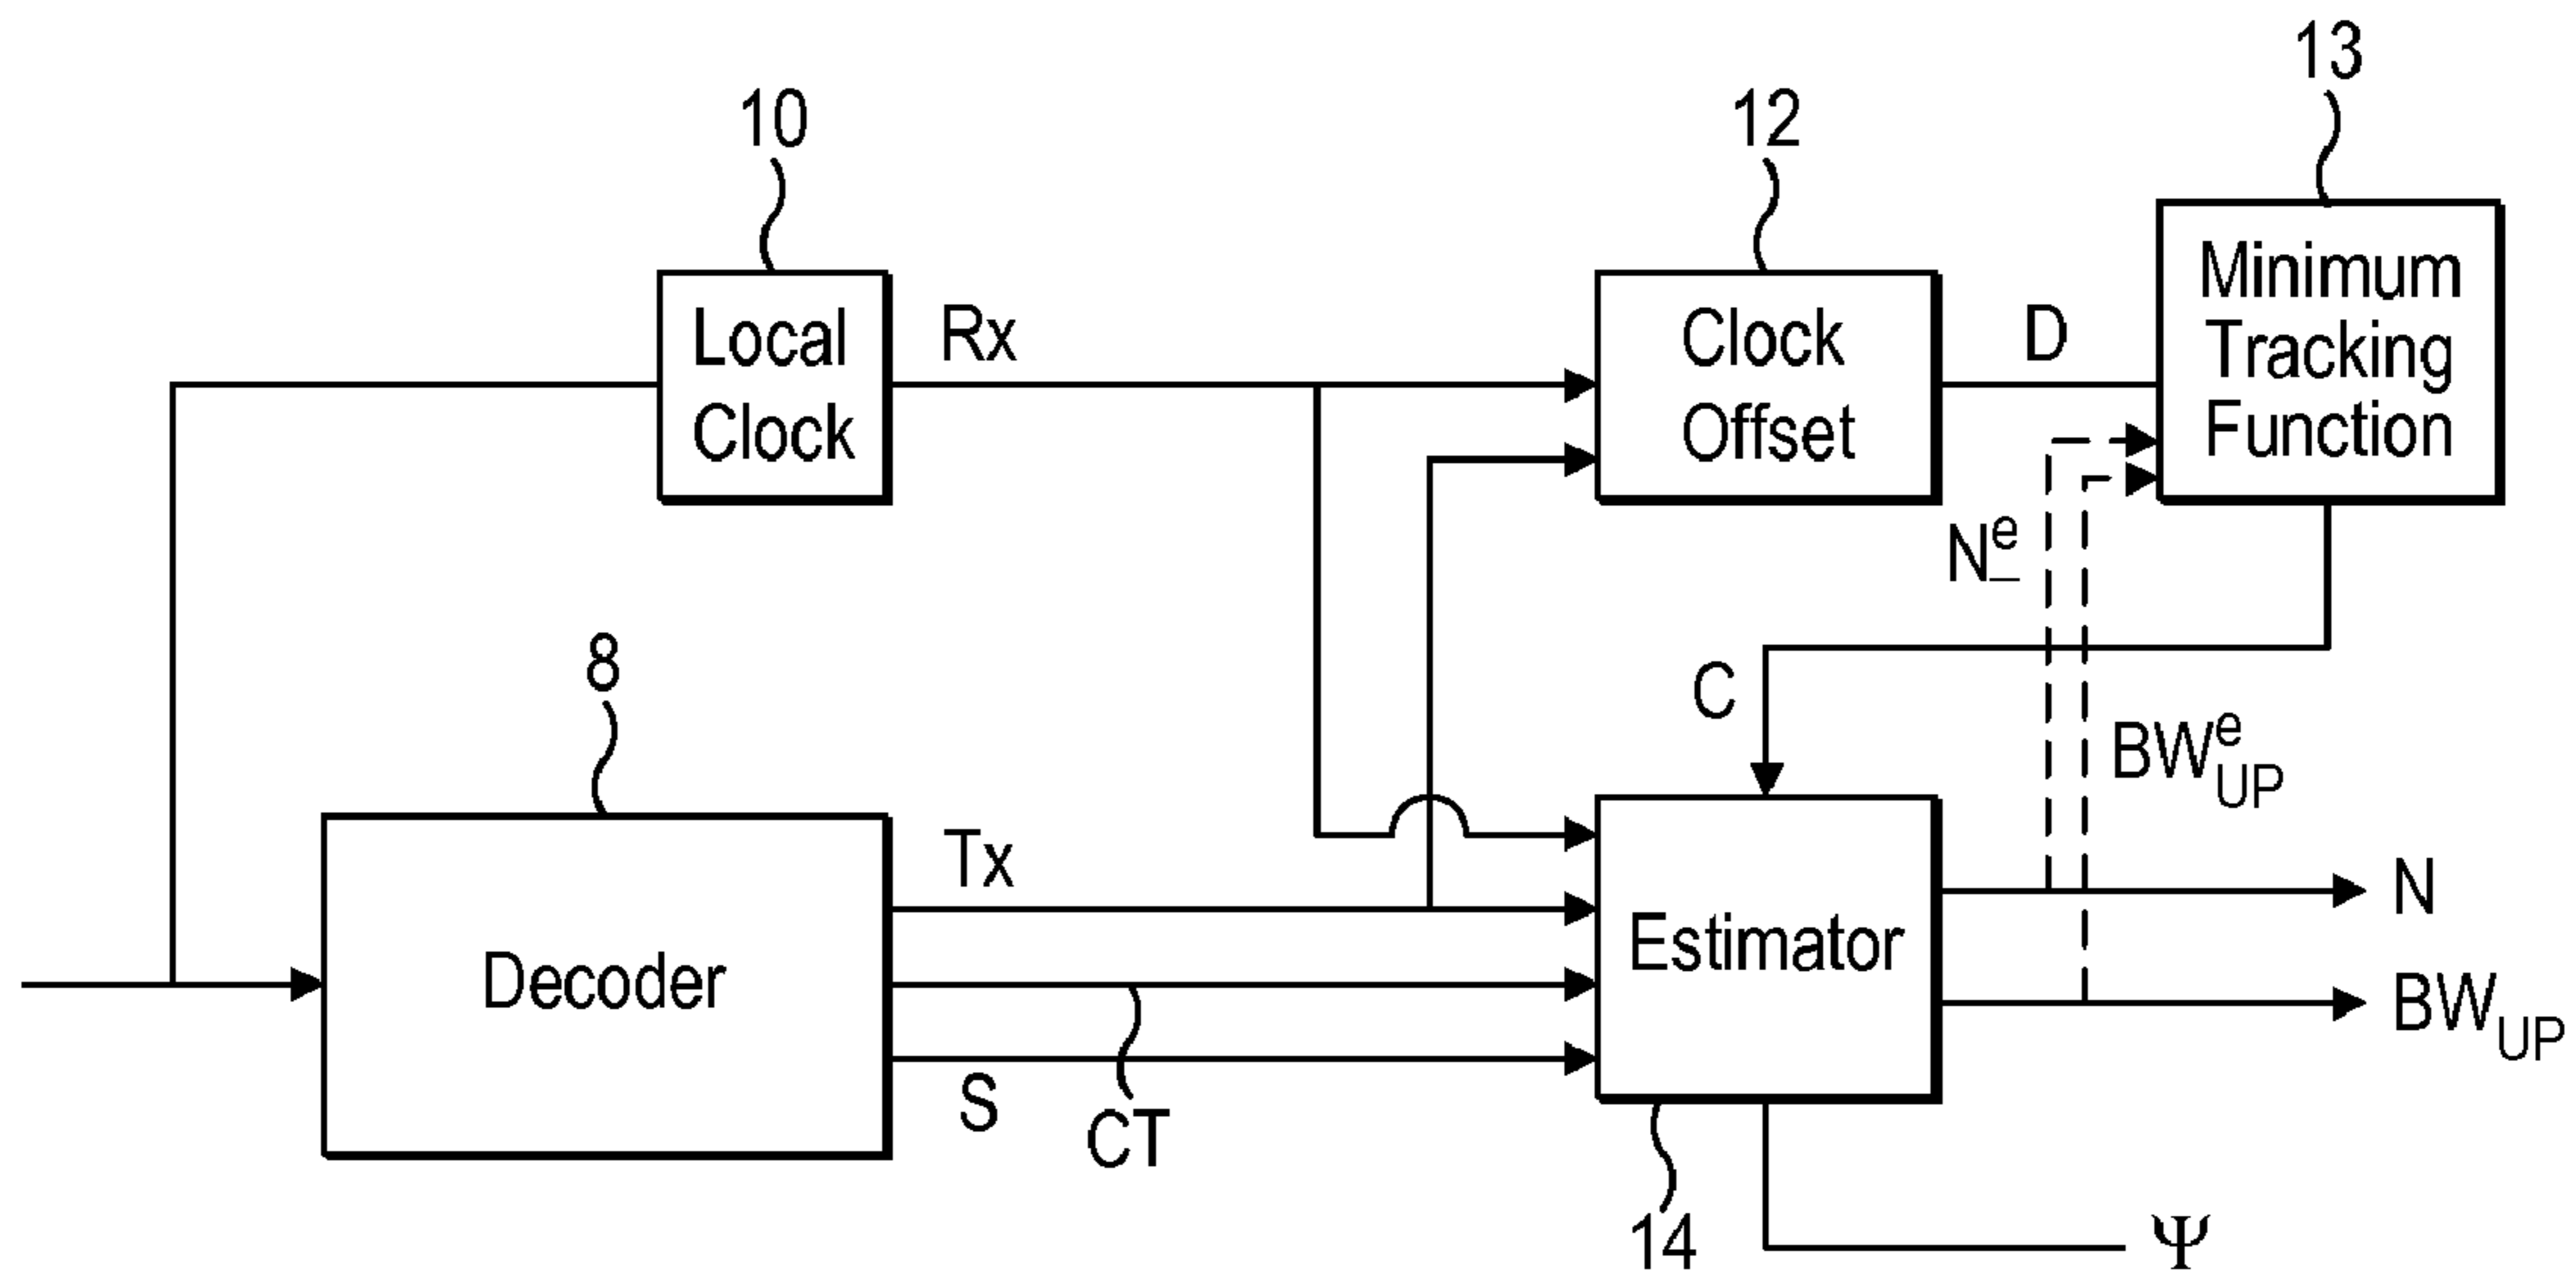 13
10
12
Local
Clock
Rx
Clock
Offset
D
Minimum
Tracking
Function
N_^e
8
C
BW^e_UP
Tx
Decoder
S
CT
Estimator
N
BW_UP
14
Ψ